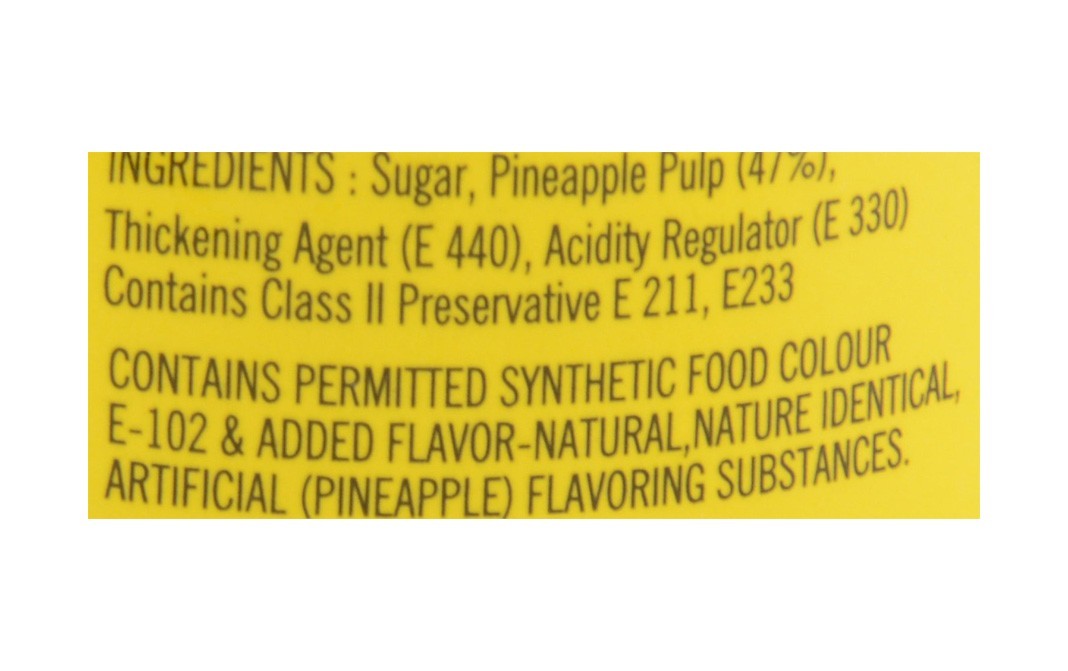 INGREDIENTS : Sugar, Pineapple Pulp (47%),
Thickening Agent (E 440), Acidity Regulator (E 330)
Contains Class II Preservative E 211, E233
CONTAINS PERMITTED SYNTHETIC FOOD COLOUR
E-102 & ADDED FLAVOR-NATURAL,NATURE IDENTICAL,
ARTIFICIAL (PINEAPPLE) FLAVORING SUBSTANCES.